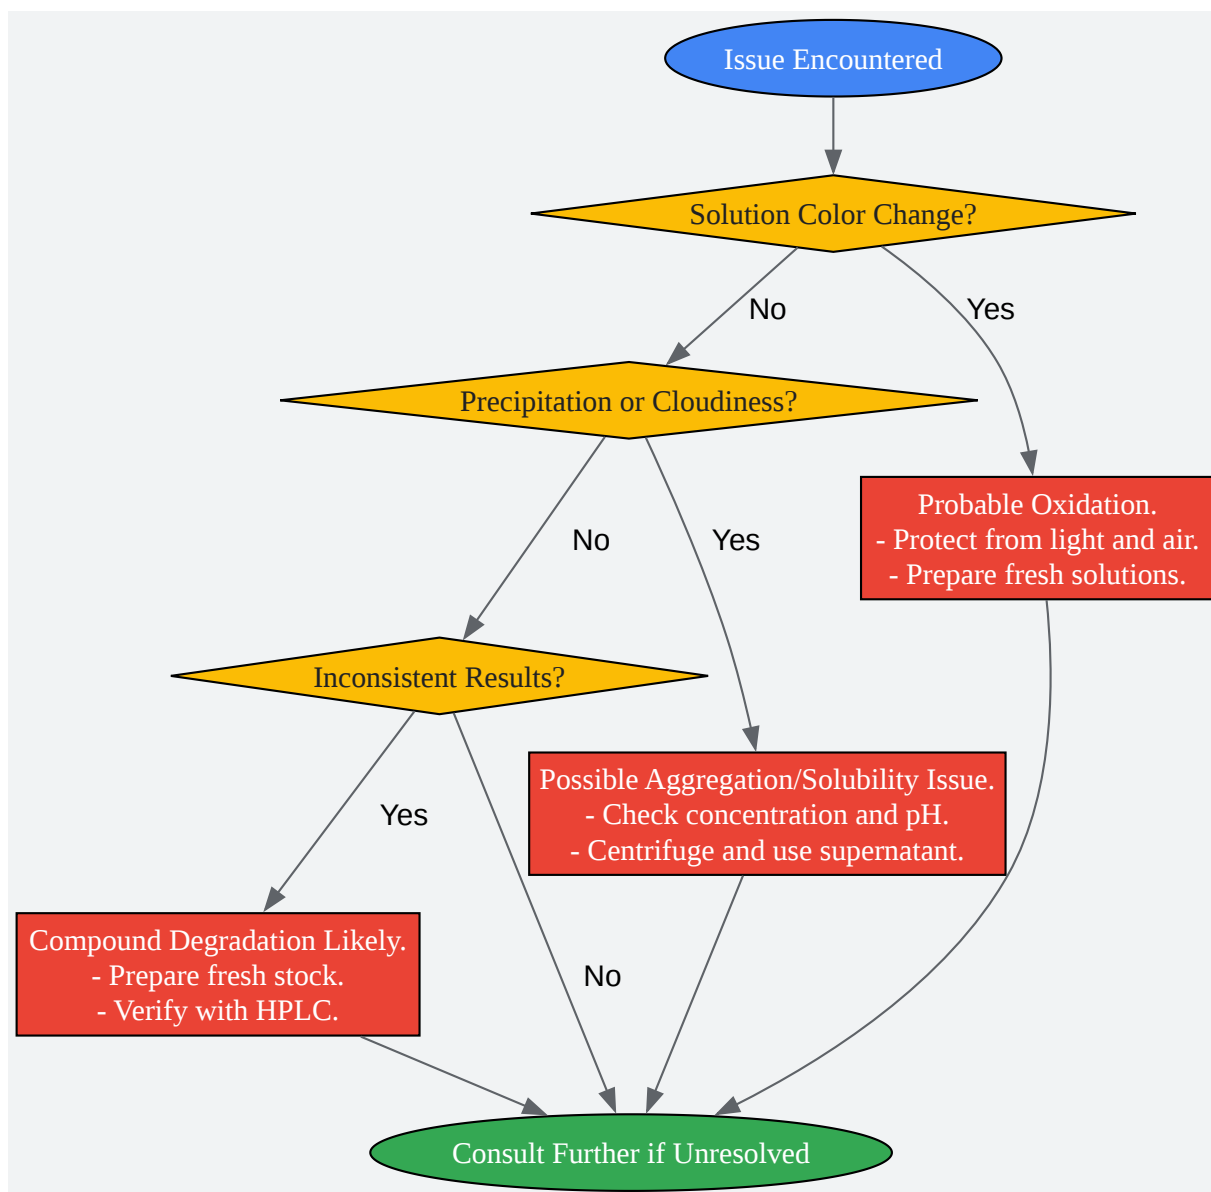 Issue Encountered
Solution Color Change?
No
Yes
Precipitation or Cloudiness?
Probable Oxidation.
- Protect from light and air.
- Prepare fresh solutions.
No
Yes
Inconsistent Results?
Possible Aggregation/Solubility Issue.
- Check concentration and pH.
- Centrifuge and use supernatant.
Yes
Compound Degradation Likely.
- Prepare fresh stock.
- Verify with HPLC.
No
Consult Further if Unresolved